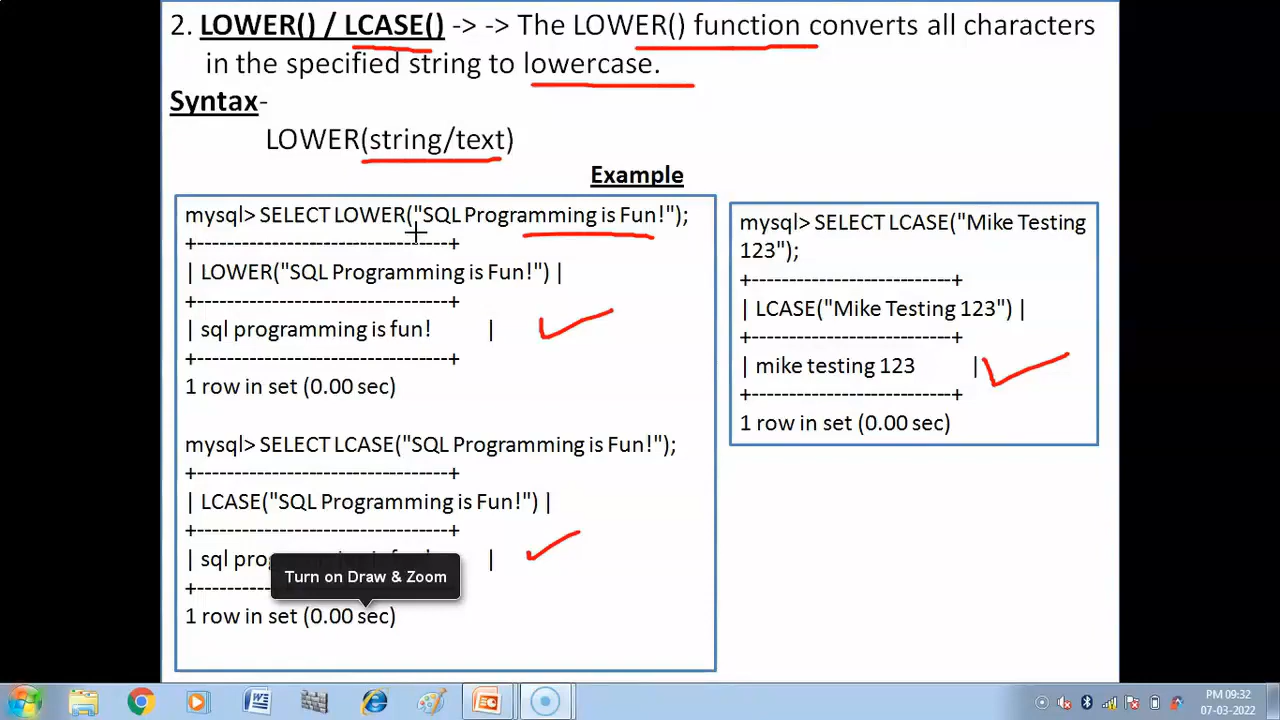 2. LOWER() / LCASE() -> -> The LOWER() function converts all characters
in the specified string to lowercase.
Syntax-
LOWER(string/text)
Example
mysql> SELECT LOWER("SQL Programming is Fun!");
+-----------------------------------+
| LOWER("SQL Programming is Fun!") |
+-----------------------------------+
| sql programming is fun! |
+-----------------------------------+
1 row in set (0.00 sec)
mysql> SELECT LCASE("SQL Programming is Fun!");
+-----------------------------------+
| LCASE("SQL Programming is Fun!") |
+-----------------------------------+
| sql pro |
+---------
1 row in set (0.00 sec)
Turn on Draw & Zoom
mysql> SELECT LCASE("Mike Testing
123");
+---------------------------+
| LCASE("Mike Testing 123") |
+---------------------------+
| mike testing 123 |
+---------------------------+
1 row in set (0.00 sec)
PM 09:32
07-03-2022